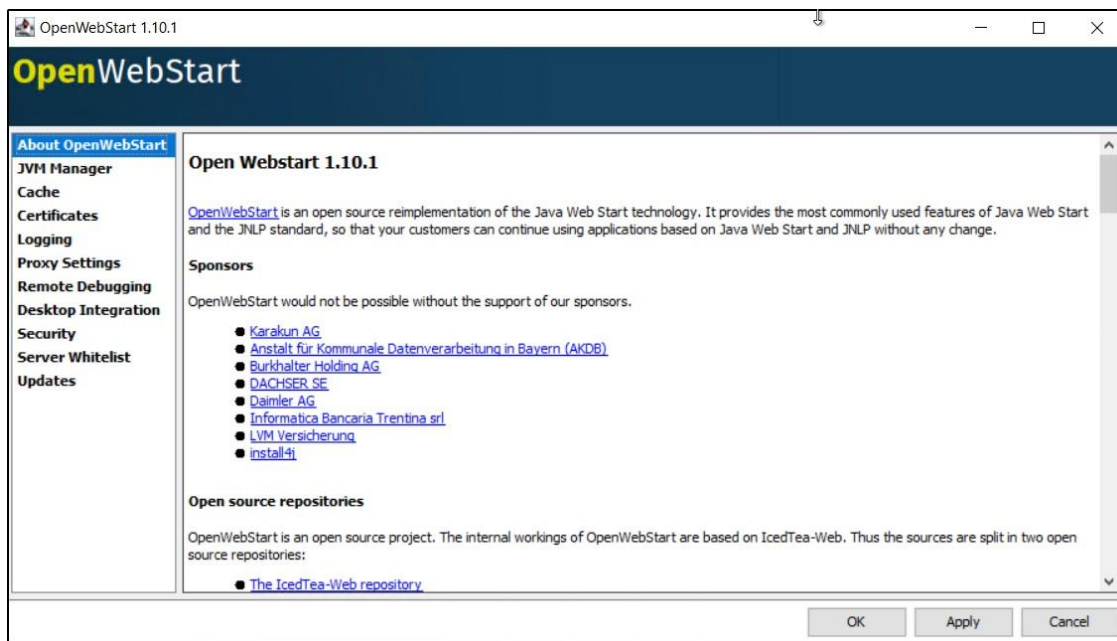 OpenWebStart 1.10.1
OpenWebStart
About OpenWebStart
JVM Manager
Cache
Certificates
Logging
Proxy Settings
Remote Debugging
Desktop Integration
Security
Server Whitelist
Updates
Open Webstart 1.10.1
OpenWebStart is an open source reimplementation of the Java Web Start technology. It provides the most commonly used features of Java Web Start
and the JNLP standard, so that your customers can continue using applications based on Java Web Start and JNLP without any change.
Sponsors
OpenWebStart would not be possible without the support of our sponsors.
Karakun AG
Anstalt für Kommunale Datenverarbeitung in Bayern (AKDB)
Burkhalter Holding AG
DACHSER SE
Daimler AG
Informatica Bancaria Trentina srl
LVM Versicherung
install4j
Open source repositories
OpenWebStart is an open source project. The internal workings of OpenWebStart are based on IcedTea-Web. Thus the sources are split in two open
source repositories:
The IcedTea-Web repository
OK Apply Cancel